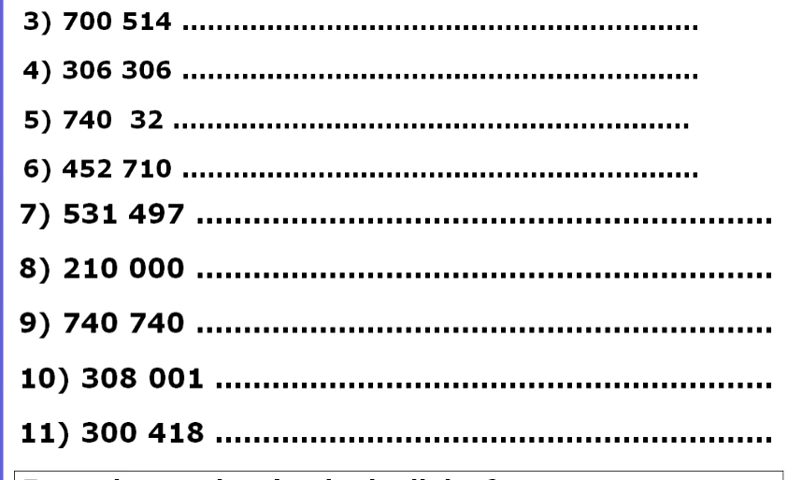 3) 700 514 ............................................................
4) 306 306 ............................................................
5) 740  32 ............................................................
6) 452 710 ............................................................
7) 531 497 ............................................................
8) 210 000 ............................................................
9) 740 740 ............................................................
10) 308 001 ..........................................................
11) 300 418 ..........................................................